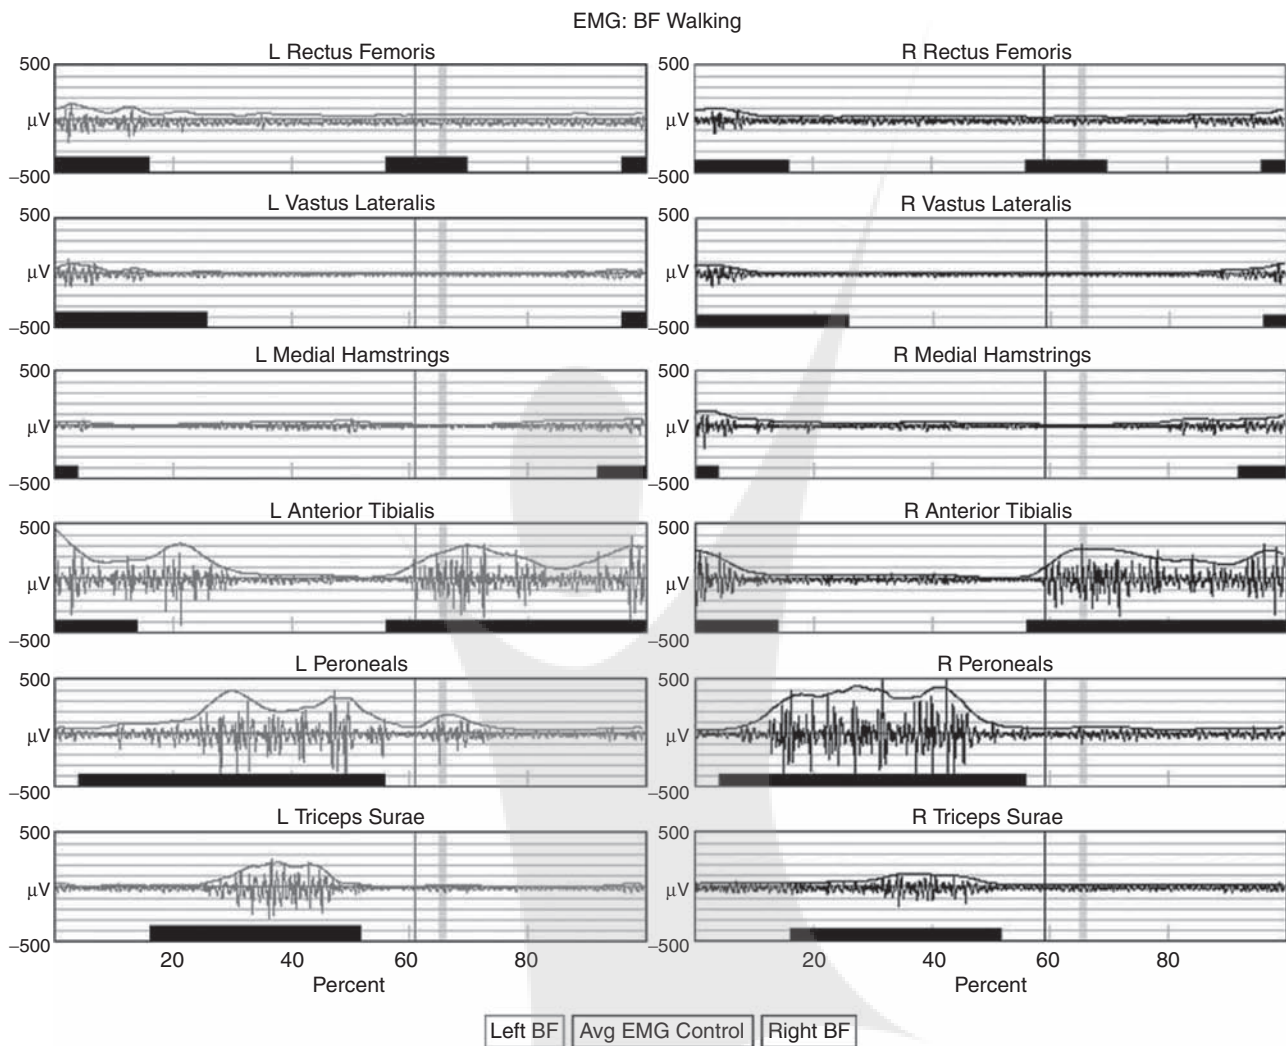 EMG: BF Walking
L Rectus Femoris
R Rectus Femoris
500
μV
–500
500
μV
–500
L Vastus Lateralis
R Vastus Lateralis
500
μV
–500
500
μV
–500
L Medial Hamstrings
R Medial Hamstrings
500
μV
–500
500
μV
–500
L Anterior Tibialis
R Anterior Tibialis
500
μV
–500
500
μV
–500
L Peroneals
R Peroneals
500
μV
–500
500
μV
–500
L Triceps Surae
R Triceps Surae
500
μV
–500
500
μV
–500
20 40 60 80
20 40 60 80
Percent
Percent
Left BF
Avg EMG Control
Right BF